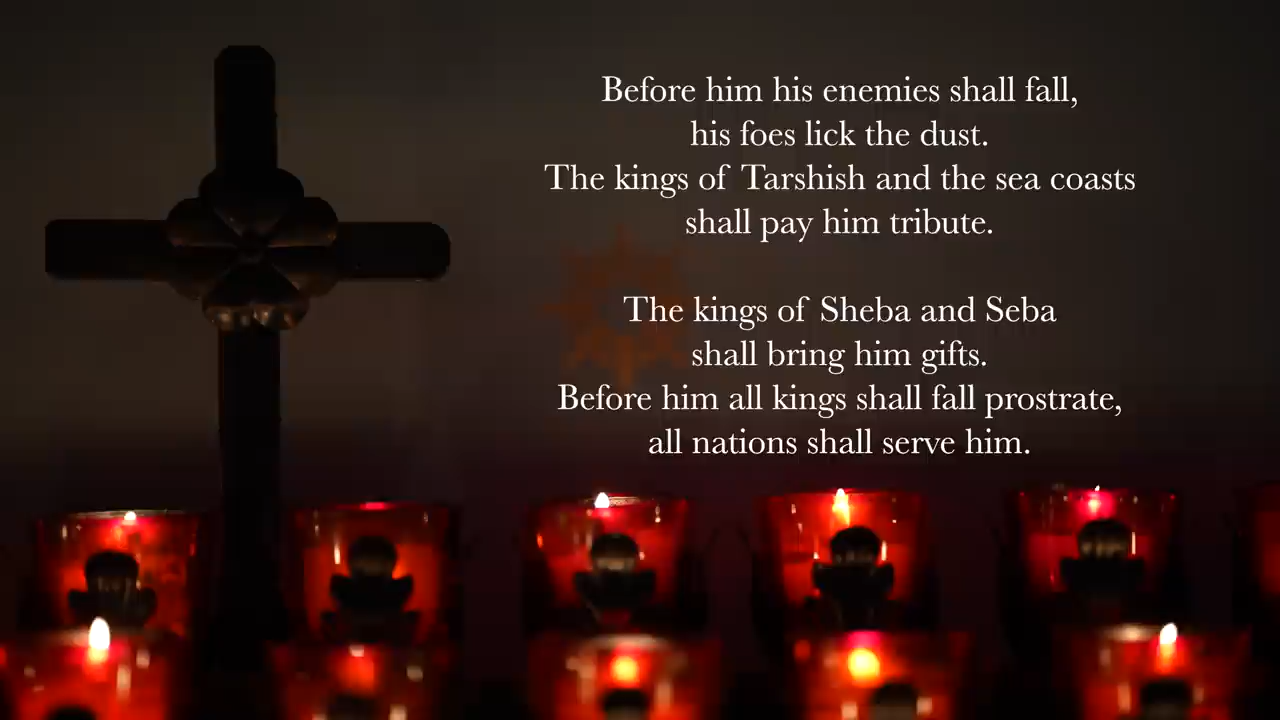 Before him his enemies shall fall,
his foes lick the dust.
The kings of Tarshish and the sea coasts
shall pay him tribute.
The kings of Sheba and Seba
shall bring him gifts.
Before him all kings shall fall prostrate,
all nations shall serve him.